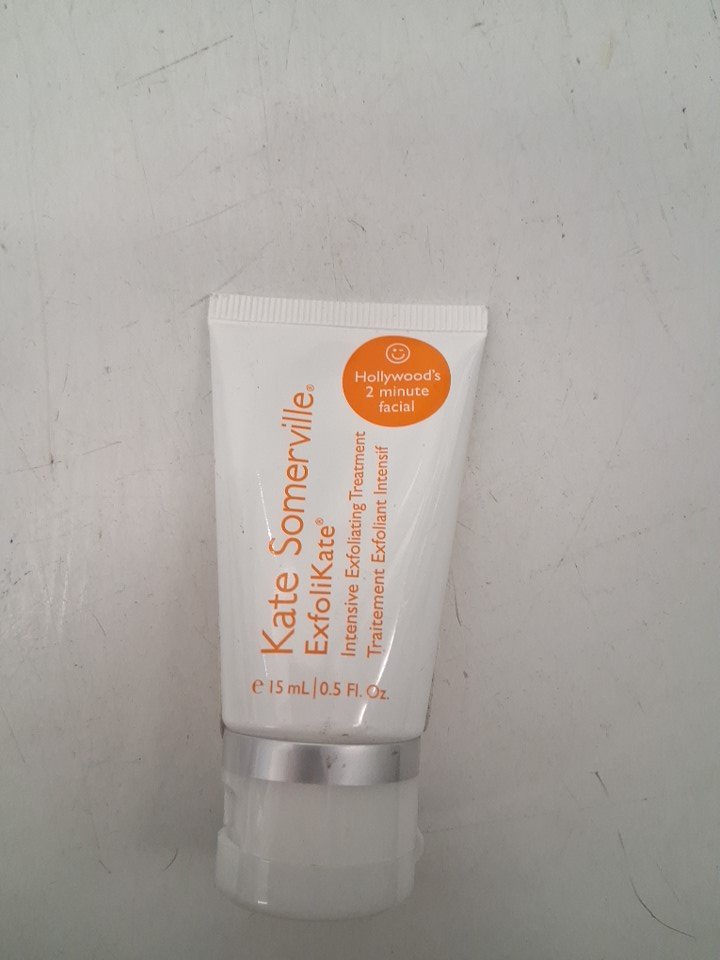 Hollywood's
2 minute
facial
Kate Somerville®
ExfoliKate®
Intensive Exfoliating Treatment
Traitement Exfoliant Intensif
℮ 15 mL | 0.5 Fl. Oz.